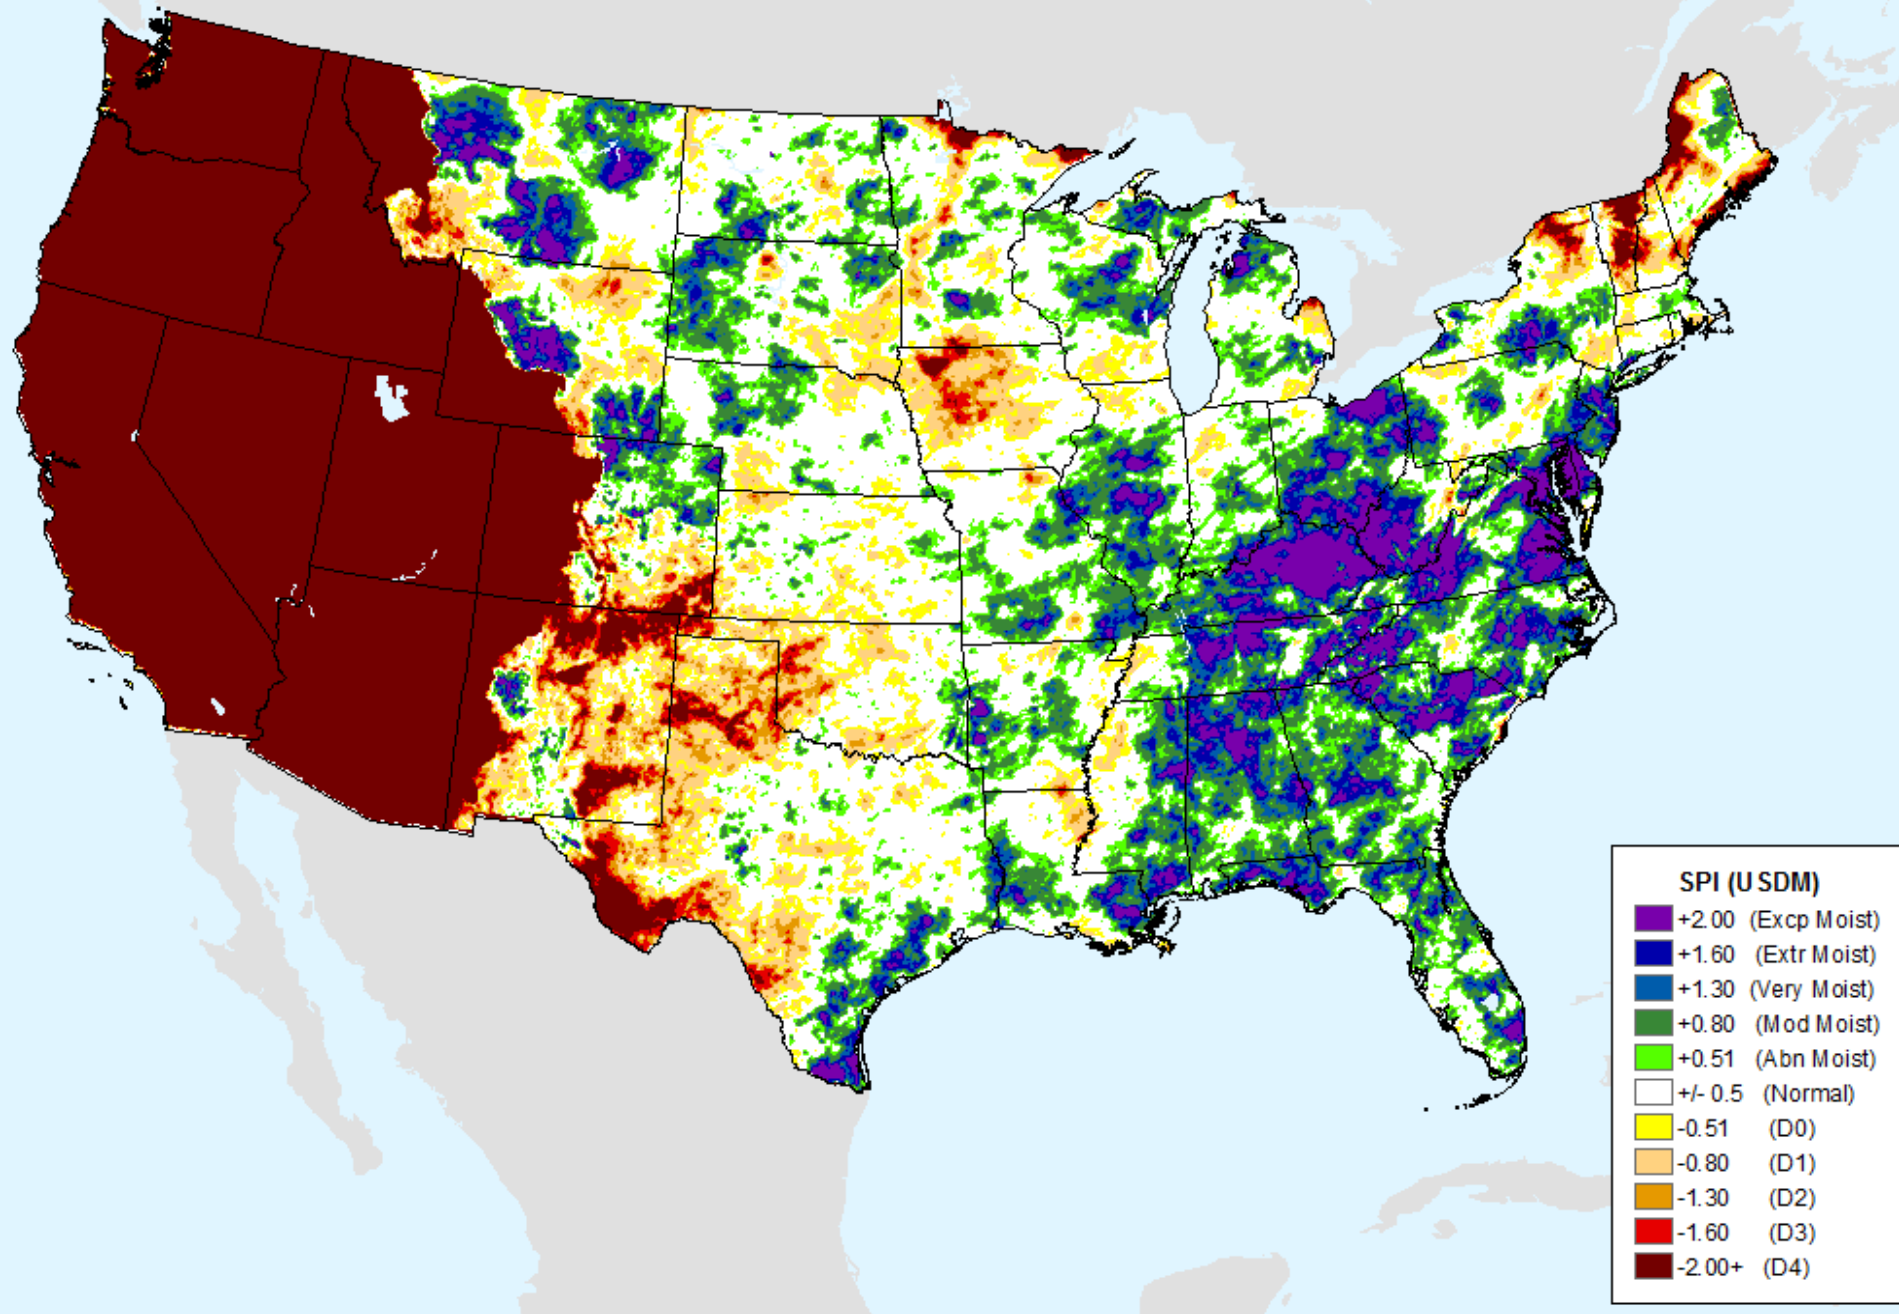 SPI (USDM)
+2.00 (Excp Moist)
+1.60 (Extr Moist)
+1.30 (Very Moist)
+0.80 (Mod Moist)
+0.51 (Abn Moist)
+/- 0.5 (Normal)
-0.51 (D0)
-0.80 (D1)
-1.30 (D2)
-1.60 (D3)
-2.00+ (D4)